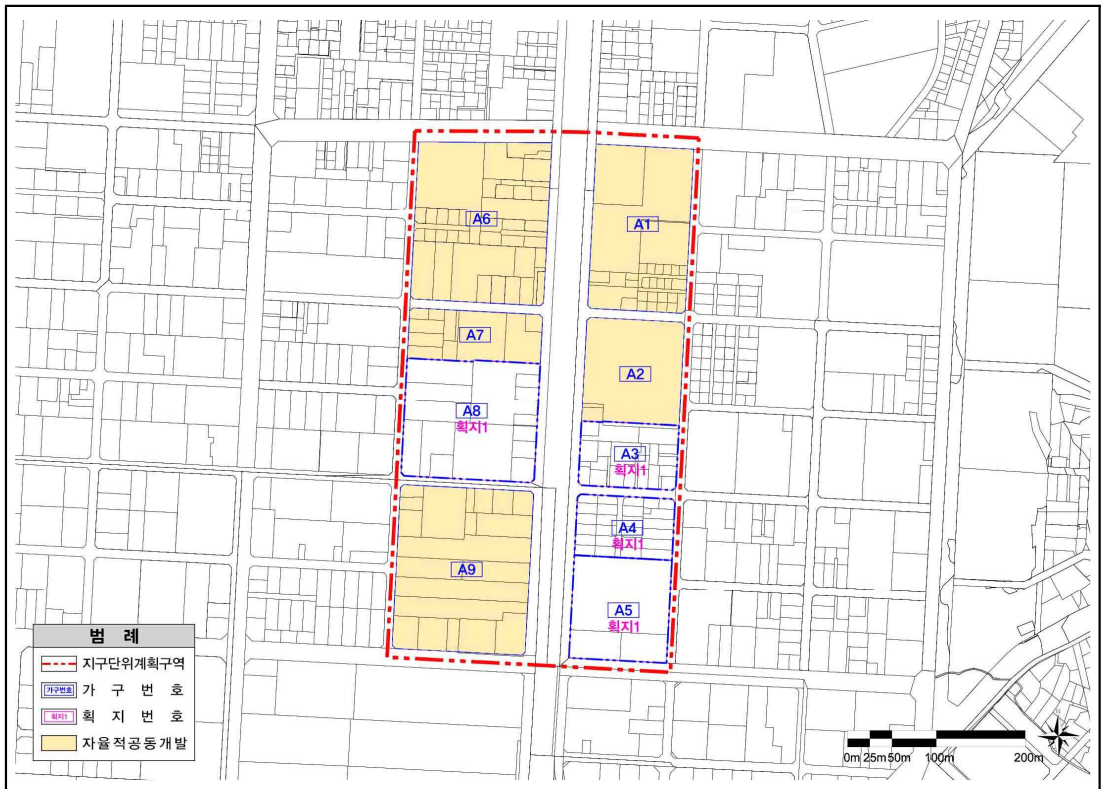 A6
A1
A7
A2
A8
획지1
A3
획지1
A4
획지1
A9
A5
획지1
범 례
지구단위계획구역
가구번호 가 구 번 호
획지1 획 지 번 호
자율적공동개발
0m 25m50m 100m 200m